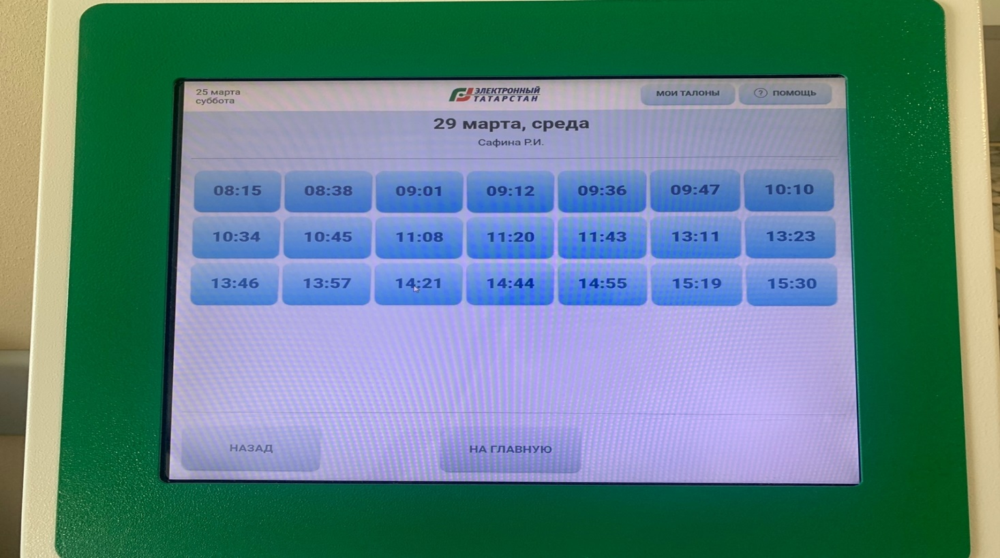 25 марта
суббота
ЭЛЕКТРОННЫЙ
ТАТАРСТАН
МОИ ТАЛОНЫ
? ПОМОЩЬ
29 марта, среда
Сафина Р.И.
08:15 08:38 09:01 09:12 09:36 09:47 10:10
10:34 10:45 11:08 11:20 11:43 13:11 13:23
13:46 13:57 14:21 14:44 14:55 15:19 15:30
НАЗАД НА ГЛАВНУЮ